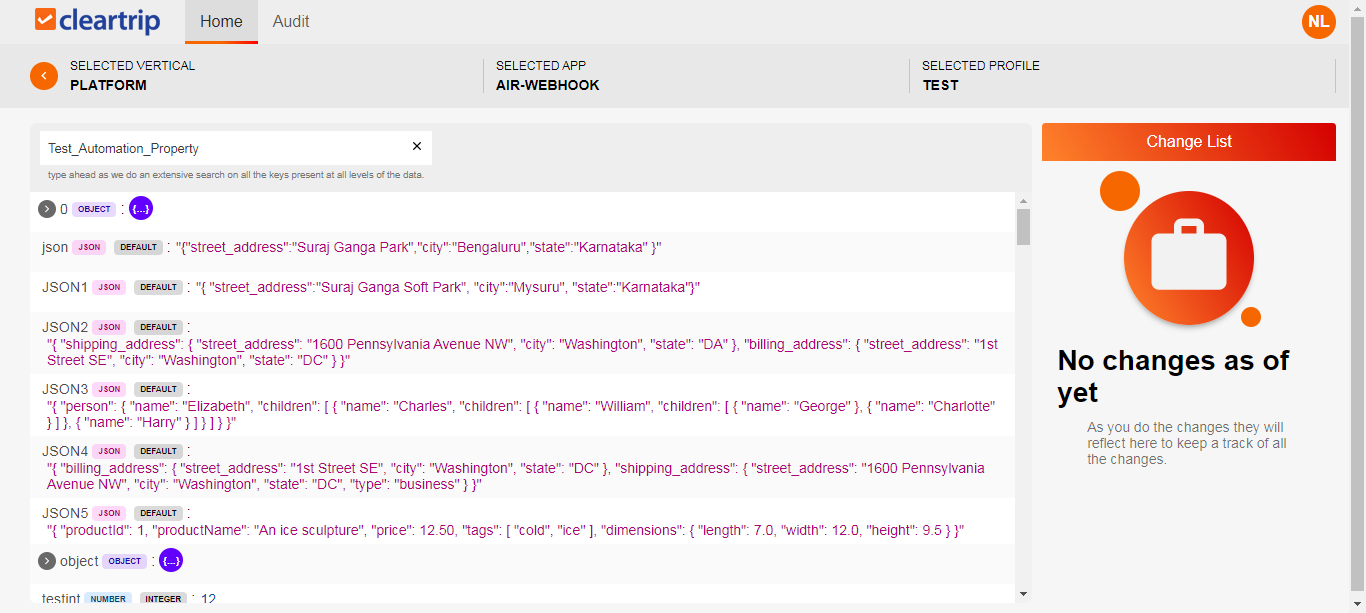 cleartrip
Home
Audit
NL
SELECTED VERTICAL
PLATFORM
SELECTED APP
AIR-WEBHOOK
SELECTED PROFILE
TEST
Test_Automation_Property
type ahead as we do an extensive search on all the keys present at all levels of the data.
0 OBJECT : {...}
json JSON DEFAULT : "{"street_address":"Suraj Ganga Park","city":"Bengaluru","state":"Karnataka" }"
JSON1 JSON DEFAULT : "{ "street_address":"Suraj Ganga Soft Park", "city":"Mysuru", "state":"Karnataka"}"
JSON2 JSON DEFAULT :
"{ "shipping_address": { "street_address": "1600 Pennsylvania Avenue NW", "city": "Washington", "state": "DA" }, "billing_address": { "street_address": "1st
Street SE", "city": "Washington", "state": "DC" } }"
JSON3 JSON DEFAULT :
"{ "person": { "name": "Elizabeth", "children": [ { "name": "Charles", "children": [ { "name": "William", "children": [ { "name": "George" }, { "name": "Charlotte"
} ] }, { "name": "Harry" } ] } ] } }"
JSON4 JSON DEFAULT :
"{ "billing_address": { "street_address": "1st Street SE", "city": "Washington", "state": "DC" }, "shipping_address": { "street_address": "1600 Pennsylvania
Avenue NW", "city": "Washington", "state": "DC", "type": "business" } }"
JSON5 JSON DEFAULT :
"{ "productId": 1, "productName": "An ice sculpture", "price": 12.50, "tags": [ "cold", "ice" ], "dimensions": { "length": 7.0, "width": 12.0, "height": 9.5 } }"
object OBJECT : {...}
testint NUMBER INTEGER : 12
Change List
No changes as of
yet
As you do the changes they will
reflect here to keep a track of all
the changes.